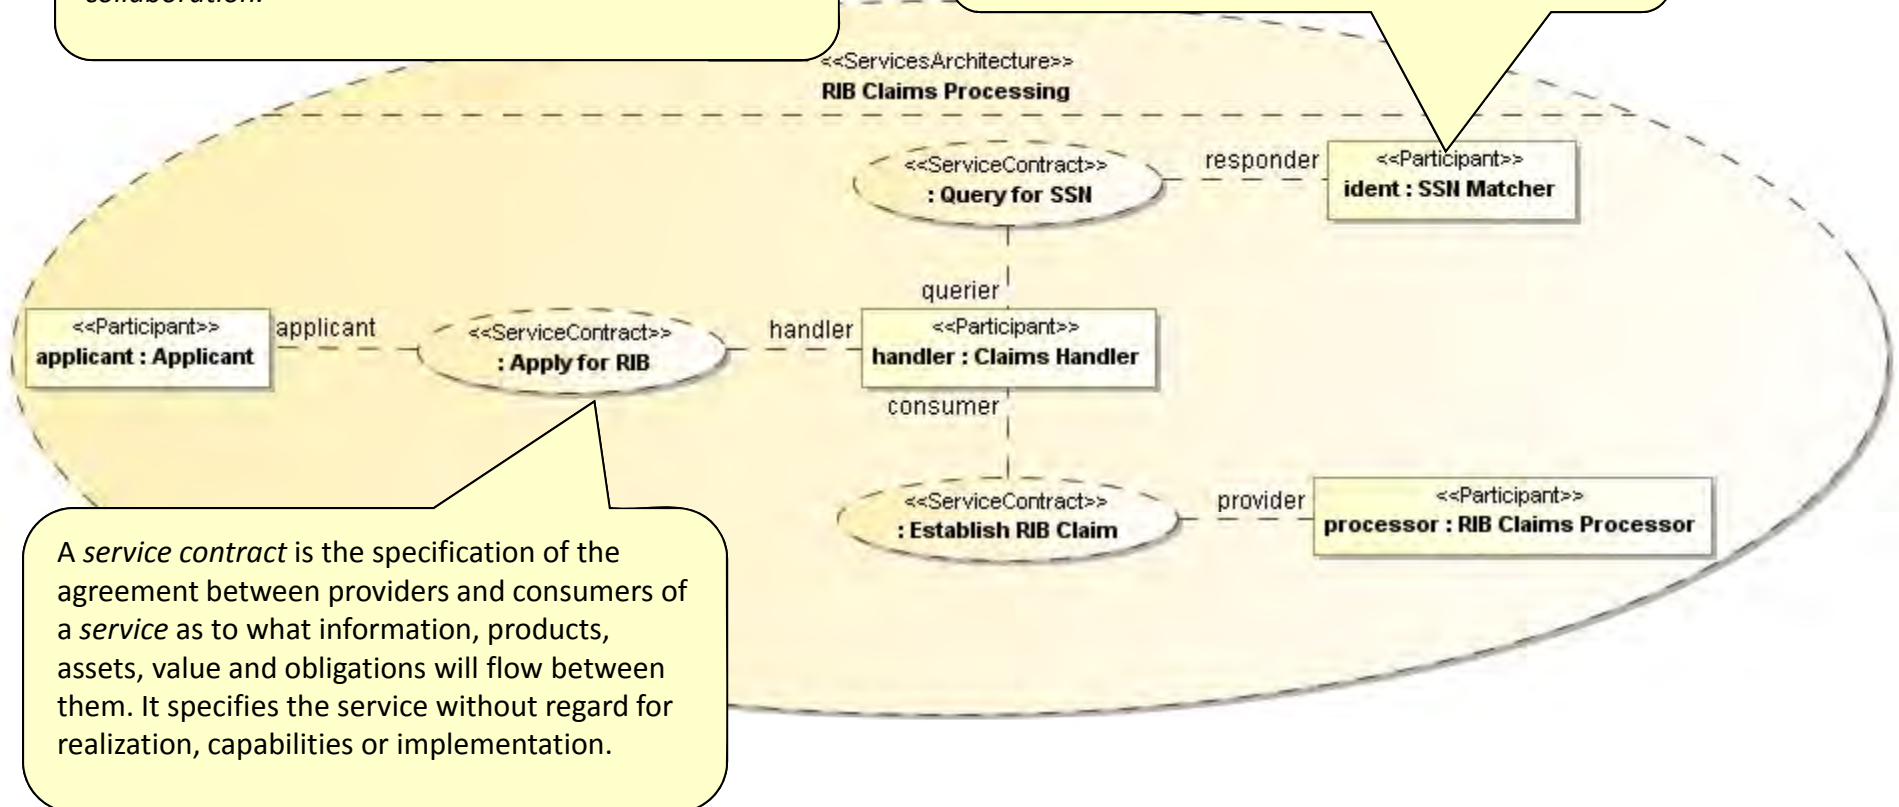 collaboration.
<<ServicesArchitecture>>
RIB Claims Processing
<<ServiceContract>>
: Query for SSN
responder
<<Participant>>
ident : SSN Matcher
querier
<<Participant>>
applicant : Applicant
applicant
<<ServiceContract>>
: Apply for RIB
handler
<<Participant>>
handler : Claims Handler
consumer
<<ServiceContract>>
: Establish RIB Claim
provider
<<Participant>>
processor : RIB Claims Processor
A service contract is the specification of the
agreement between providers and consumers of
a service as to what information, products,
assets, value and obligations will flow between
them. It specifies the service without regard for
realization, capabilities or implementation.